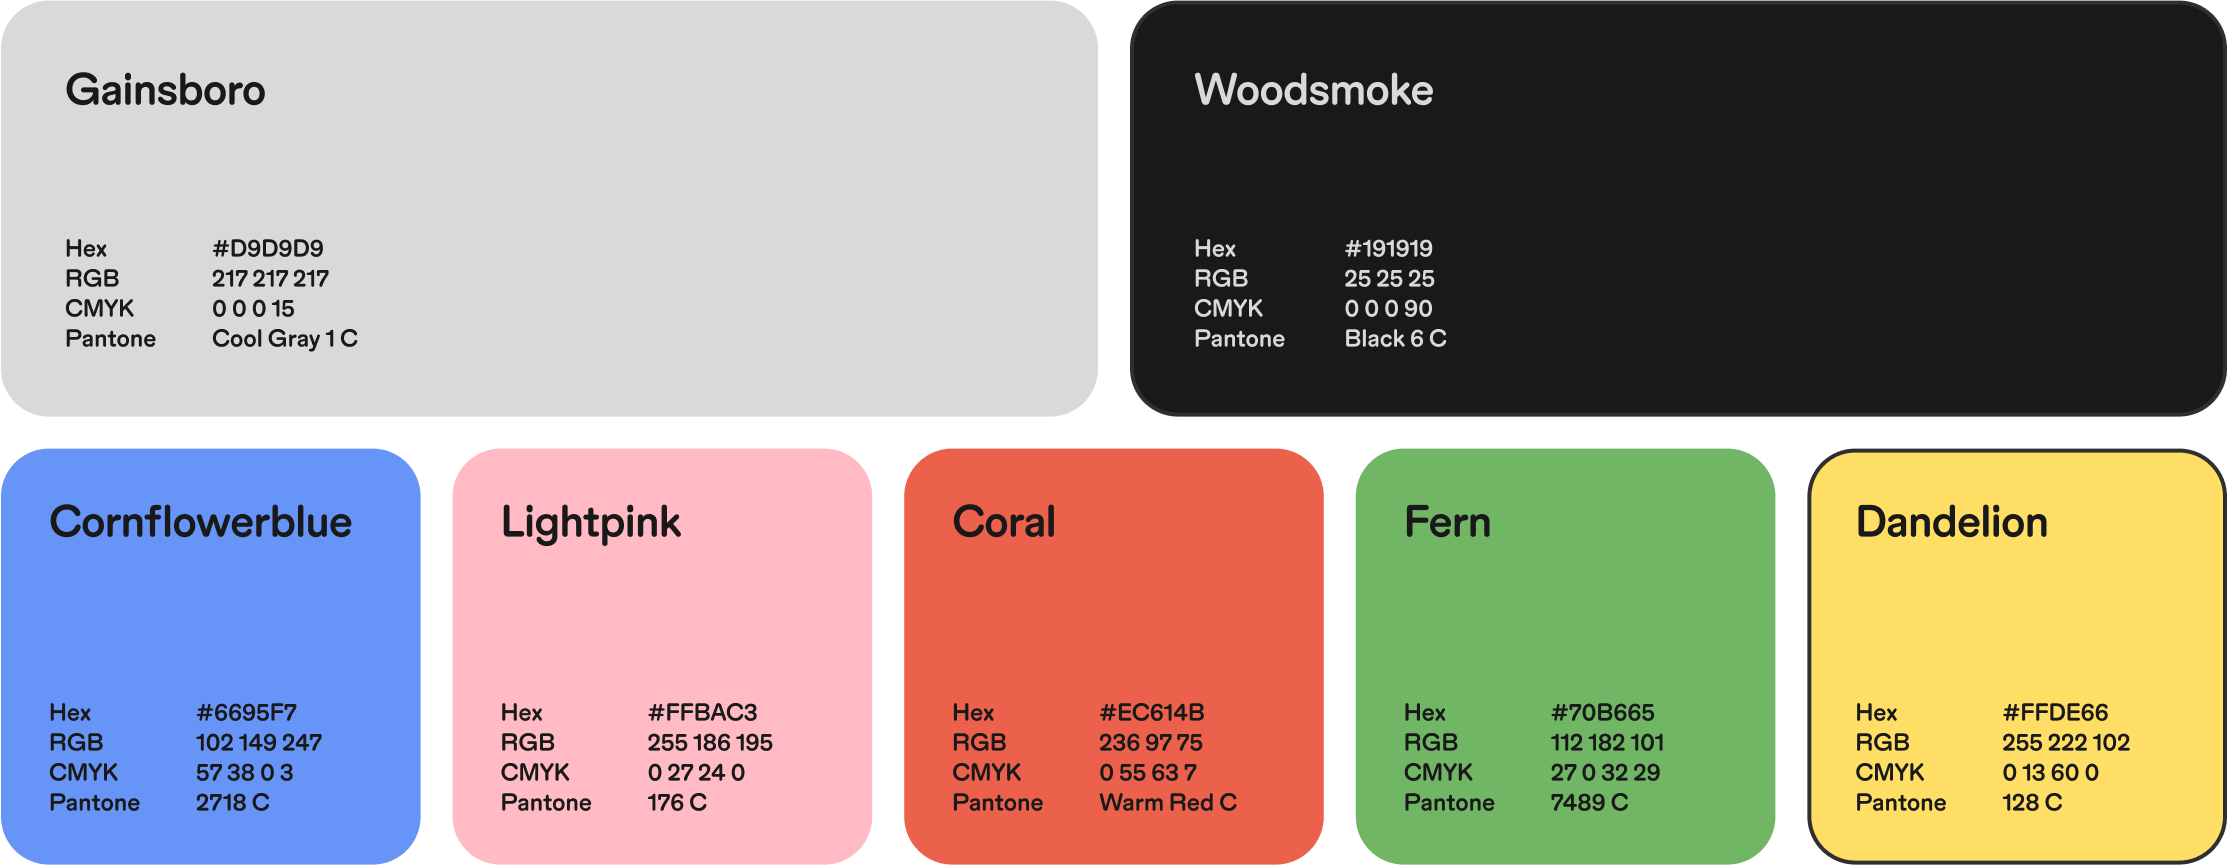 Gainsboro
Hex #D9D9D9
RGB 217 217 217
CMYK 0 0 0 15
Pantone Cool Gray 1 C
Woodsmoke
Hex #191919
RGB 25 25 25
CMYK 0 0 0 90
Pantone Black 6 C
Cornflowerblue
Hex #6695F7
RGB 102 149 247
CMYK 57 38 0 3
Pantone 2718 C
Lightpink
Hex #FFBAC3
RGB 255 186 195
CMYK 0 27 24 0
Pantone 176 C
Coral
Hex #EC614B
RGB 236 97 75
CMYK 0 55 63 7
Pantone Warm Red C
Fern
Hex #70B665
RGB 112 182 101
CMYK 27 0 32 29
Pantone 7489 C
Dandelion
Hex #FFDE66
RGB 255 222 102
CMYK 0 13 60 0
Pantone 128 C